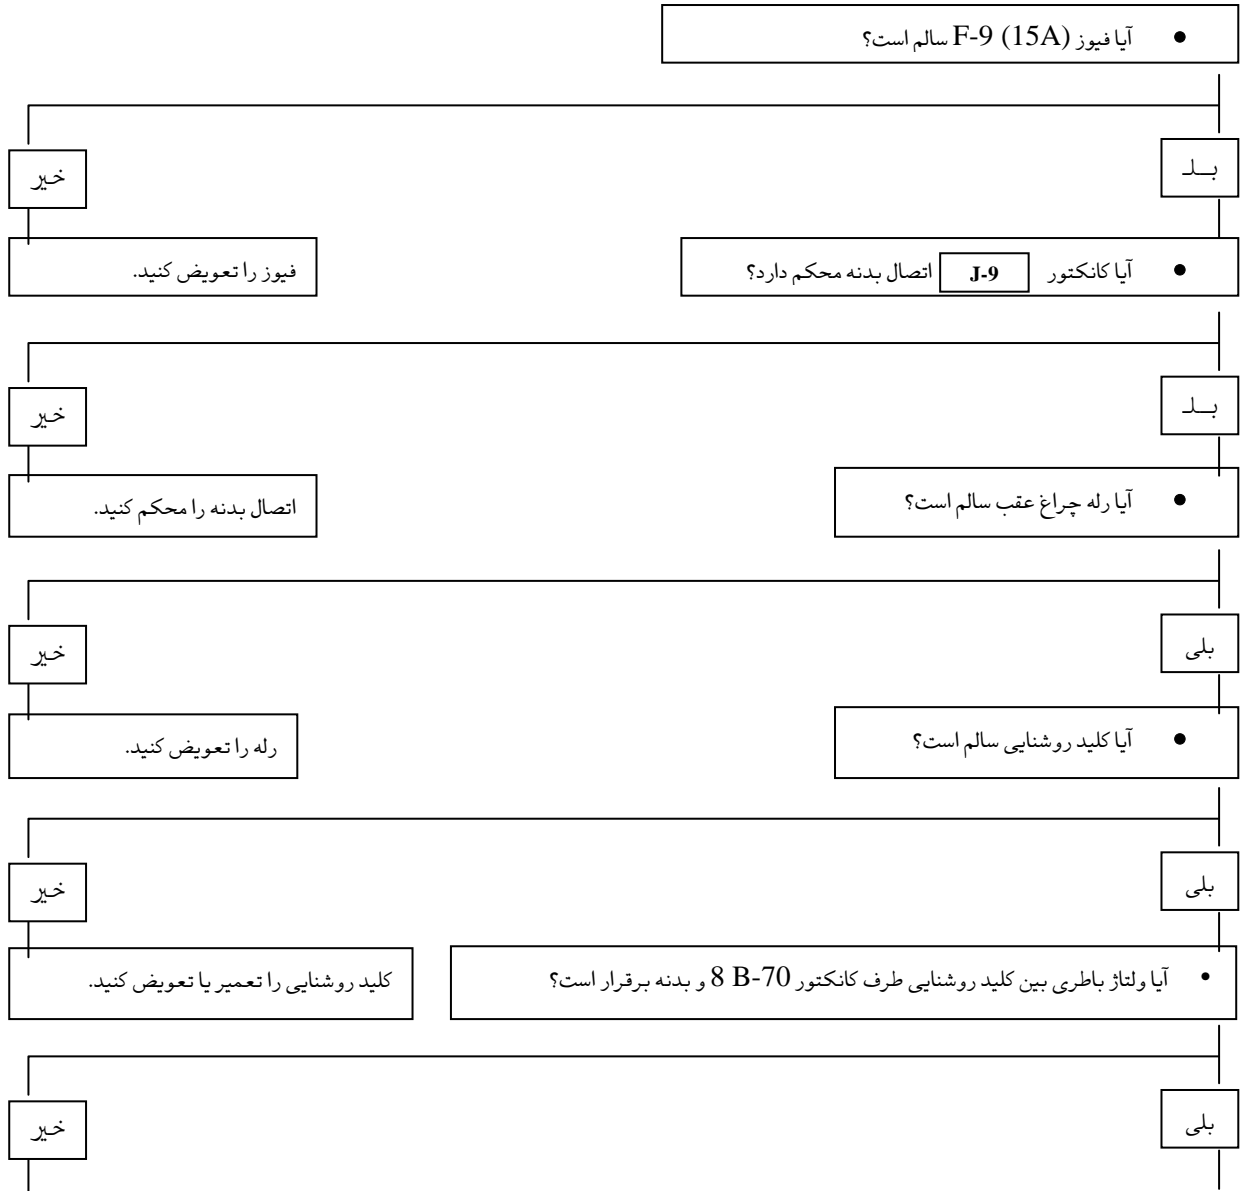 • آیا فیوز F-9 (15A) سالم است؟
بــلـ
خیر
• آیا کانکتور J-9 اتصال بدنه محکم دارد؟
فیوز را تعویض کنید.
بــلـ
خیر
• آیا رله چراغ عقب سالم است؟
اتصال بدنه را محکم کنید.
بلی
خیر
• آیا کلید روشنایی سالم است؟
رله را تعویض کنید.
بلی
خیر
• آیا ولتاژ باطری بین کلید روشنایی طرف کانکتور 8 B-70 و بدنه برقرار است؟
کلید روشنایی را تعمیر یا تعویض کنید.
بلی
خیر